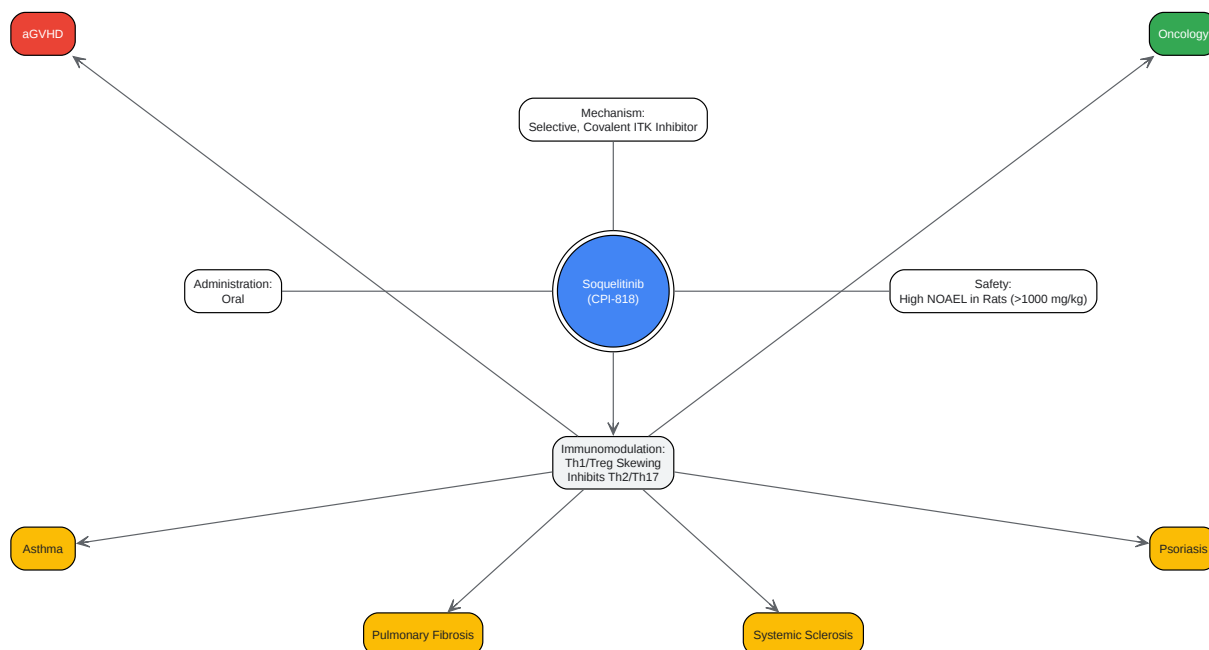 aGVHD
Oncology
Mechanism:
Selective, Covalent ITK Inhibitor
Administration:
Oral
Soquelitinib
(CPI-818)
Safety:
High NOAEL in Rats (>1000 mg/kg)
Immunomodulation:
Th1/Treg Skewing
Inhibits Th2/Th17
Asthma
Psoriasis
Pulmonary Fibrosis
Systemic Sclerosis